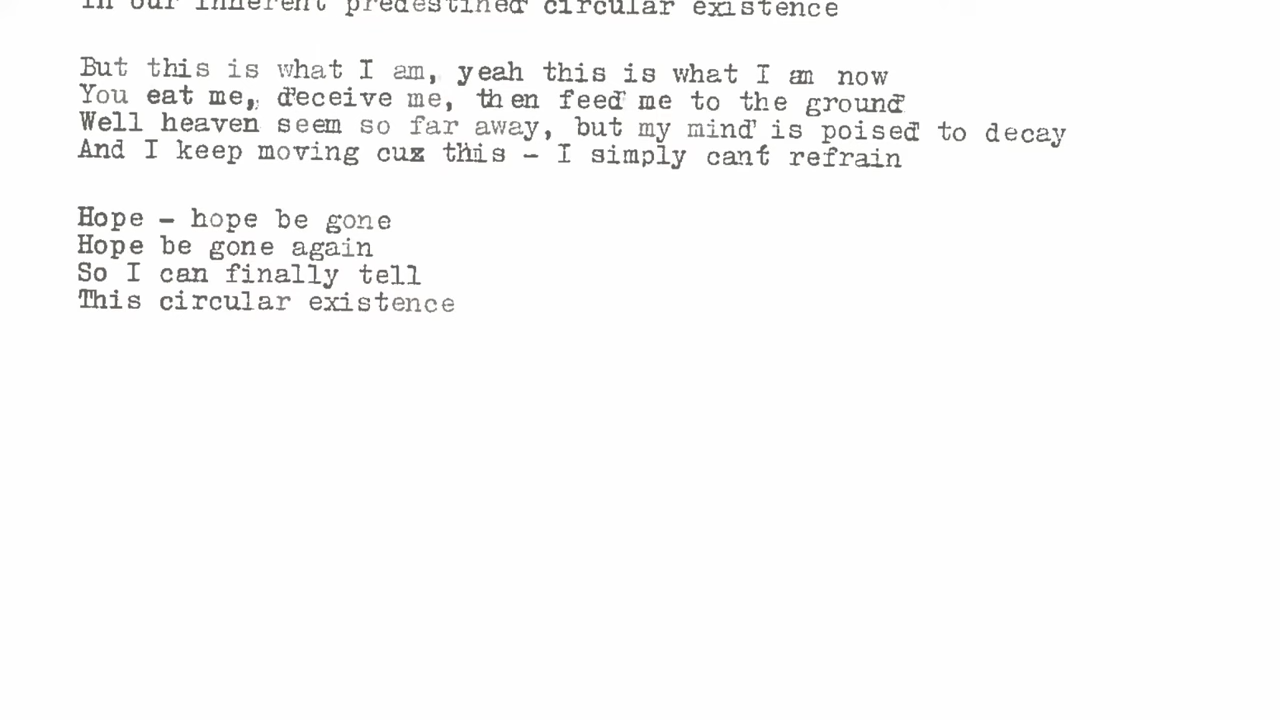 In our inherent predestined circular existence
But this is what I am, yeah this is what I am now
You eat me, deceive me, then feed me to the ground
Well heaven seem so far away, but my mind is poised to decay
And I keep moving cuz this - I simply can't refrain
Hope - hope be gone
Hope be gone again
So I can finally tell
This circular existence